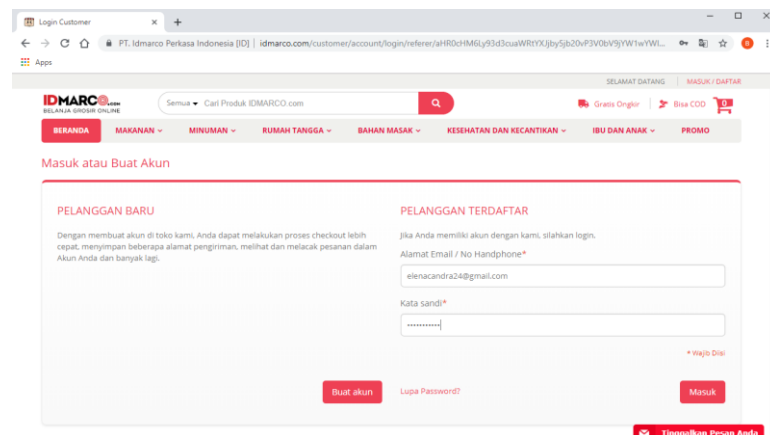 Login Customer
PT. Idmarco Perkasa Indonesia [ID] | idmarco.com/customer/account/login/referer/
Apps
SELAMAT DATANG | MASUK / DAFTAR
IDMARCO.COM
BELANJA GROSIR ONLINE
Semua Cari Produk IDMARCO.com
Gratis Ongkir
Bisa COD
0
BERANDA MAKANAN MINUMAN RUMAH TANGGA BAHAN MASAK KESEHATAN DAN KECANTIKAN IBU DAN ANAK PROMO
Masuk atau Buat Akun
PELANGGAN BARU
Dengan membuat akun di toko kami, Anda dapat melakukan proses checkout lebih
cepat, menyimpan beberapa alamat pengiriman, melihat dan melacak pesanan dalam
Akun Anda dan banyak lagi.
Buat akun
PELANGGAN TERDAFTAR
Jika Anda memiliki akun dengan kami, silahkan login.
Alamat Email / No Handphone*
elenacandra24@gmail.com
Kata sandi*
* Wajib Diisi
Lupa Password?
Masuk
Tinggalkan Pesan Anda